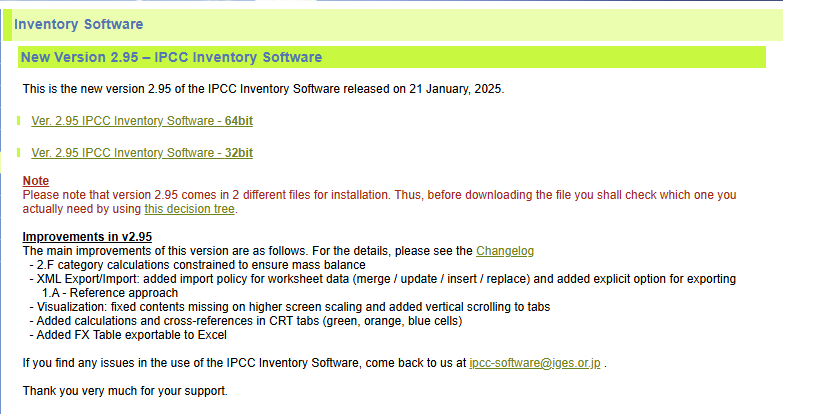 Inventory Software
New Version 2.95 – IPCC Inventory Software
This is the new version 2.95 of the IPCC Inventory Software released on 21 January, 2025.
Ver. 2.95 IPCC Inventory Software - 64bit
Ver. 2.95 IPCC Inventory Software - 32bit
Note
Please note that version 2.95 comes in 2 different files for installation. Thus, before downloading the file you shall check which one you
actually need by using this decision tree.
Improvements in v2.95
The main improvements of this version are as follows. For the details, please see the Changelog
- 2.F category calculations constrained to ensure mass balance
- XML Export/Import: added import policy for worksheet data (merge / update / insert / replace) and added explicit option for exporting
1.A - Reference approach
- Visualization: fixed contents missing on higher screen scaling and added vertical scrolling to tabs
- Added calculations and cross-references in CRT tabs (green, orange, blue cells)
- Added FX Table exportable to Excel
If you find any issues in the use of the IPCC Inventory Software, come back to us at ipcc-software@iges.or.jp .
Thank you very much for your support.